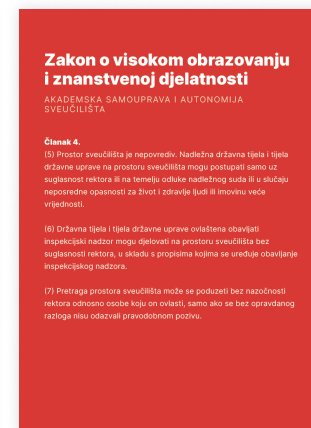 Zakon o visokom obrazovanju
i znanstvenoj djelatnosti
AKADEMSKA SAMOUPRAVA I AUTONOMIJA
SVEUČILIŠTA
Članak 4.
(5) Prostor sveučilišta je nepovrediv. Nadležna državna tijela i tijela
državne uprave na prostoru sveučilišta mogu postupati samo uz
suglasnost rektora ili na temelju odluke nadležnog suda ili u slučaju
neposredne opasnosti za život i zdravlje ljudi ili imovinu veće
vrijednosti.
(6) Državna tijela i tijela državne uprave ovlaštena obavljati
inspekcijski nadzor mogu djelovati na prostoru sveučilišta bez
suglasnosti rektora, u skladu s propisima kojima se uređuje obavljanje
inspekcijskog nadzora.
(7) Pretraga prostora sveučilišta može se poduzeti bez nazočnosti
rektora odnosno osobe koju on ovlasti, samo ako se bez opravdanog
razloga nisu odazvali pravodobnom pozivu.